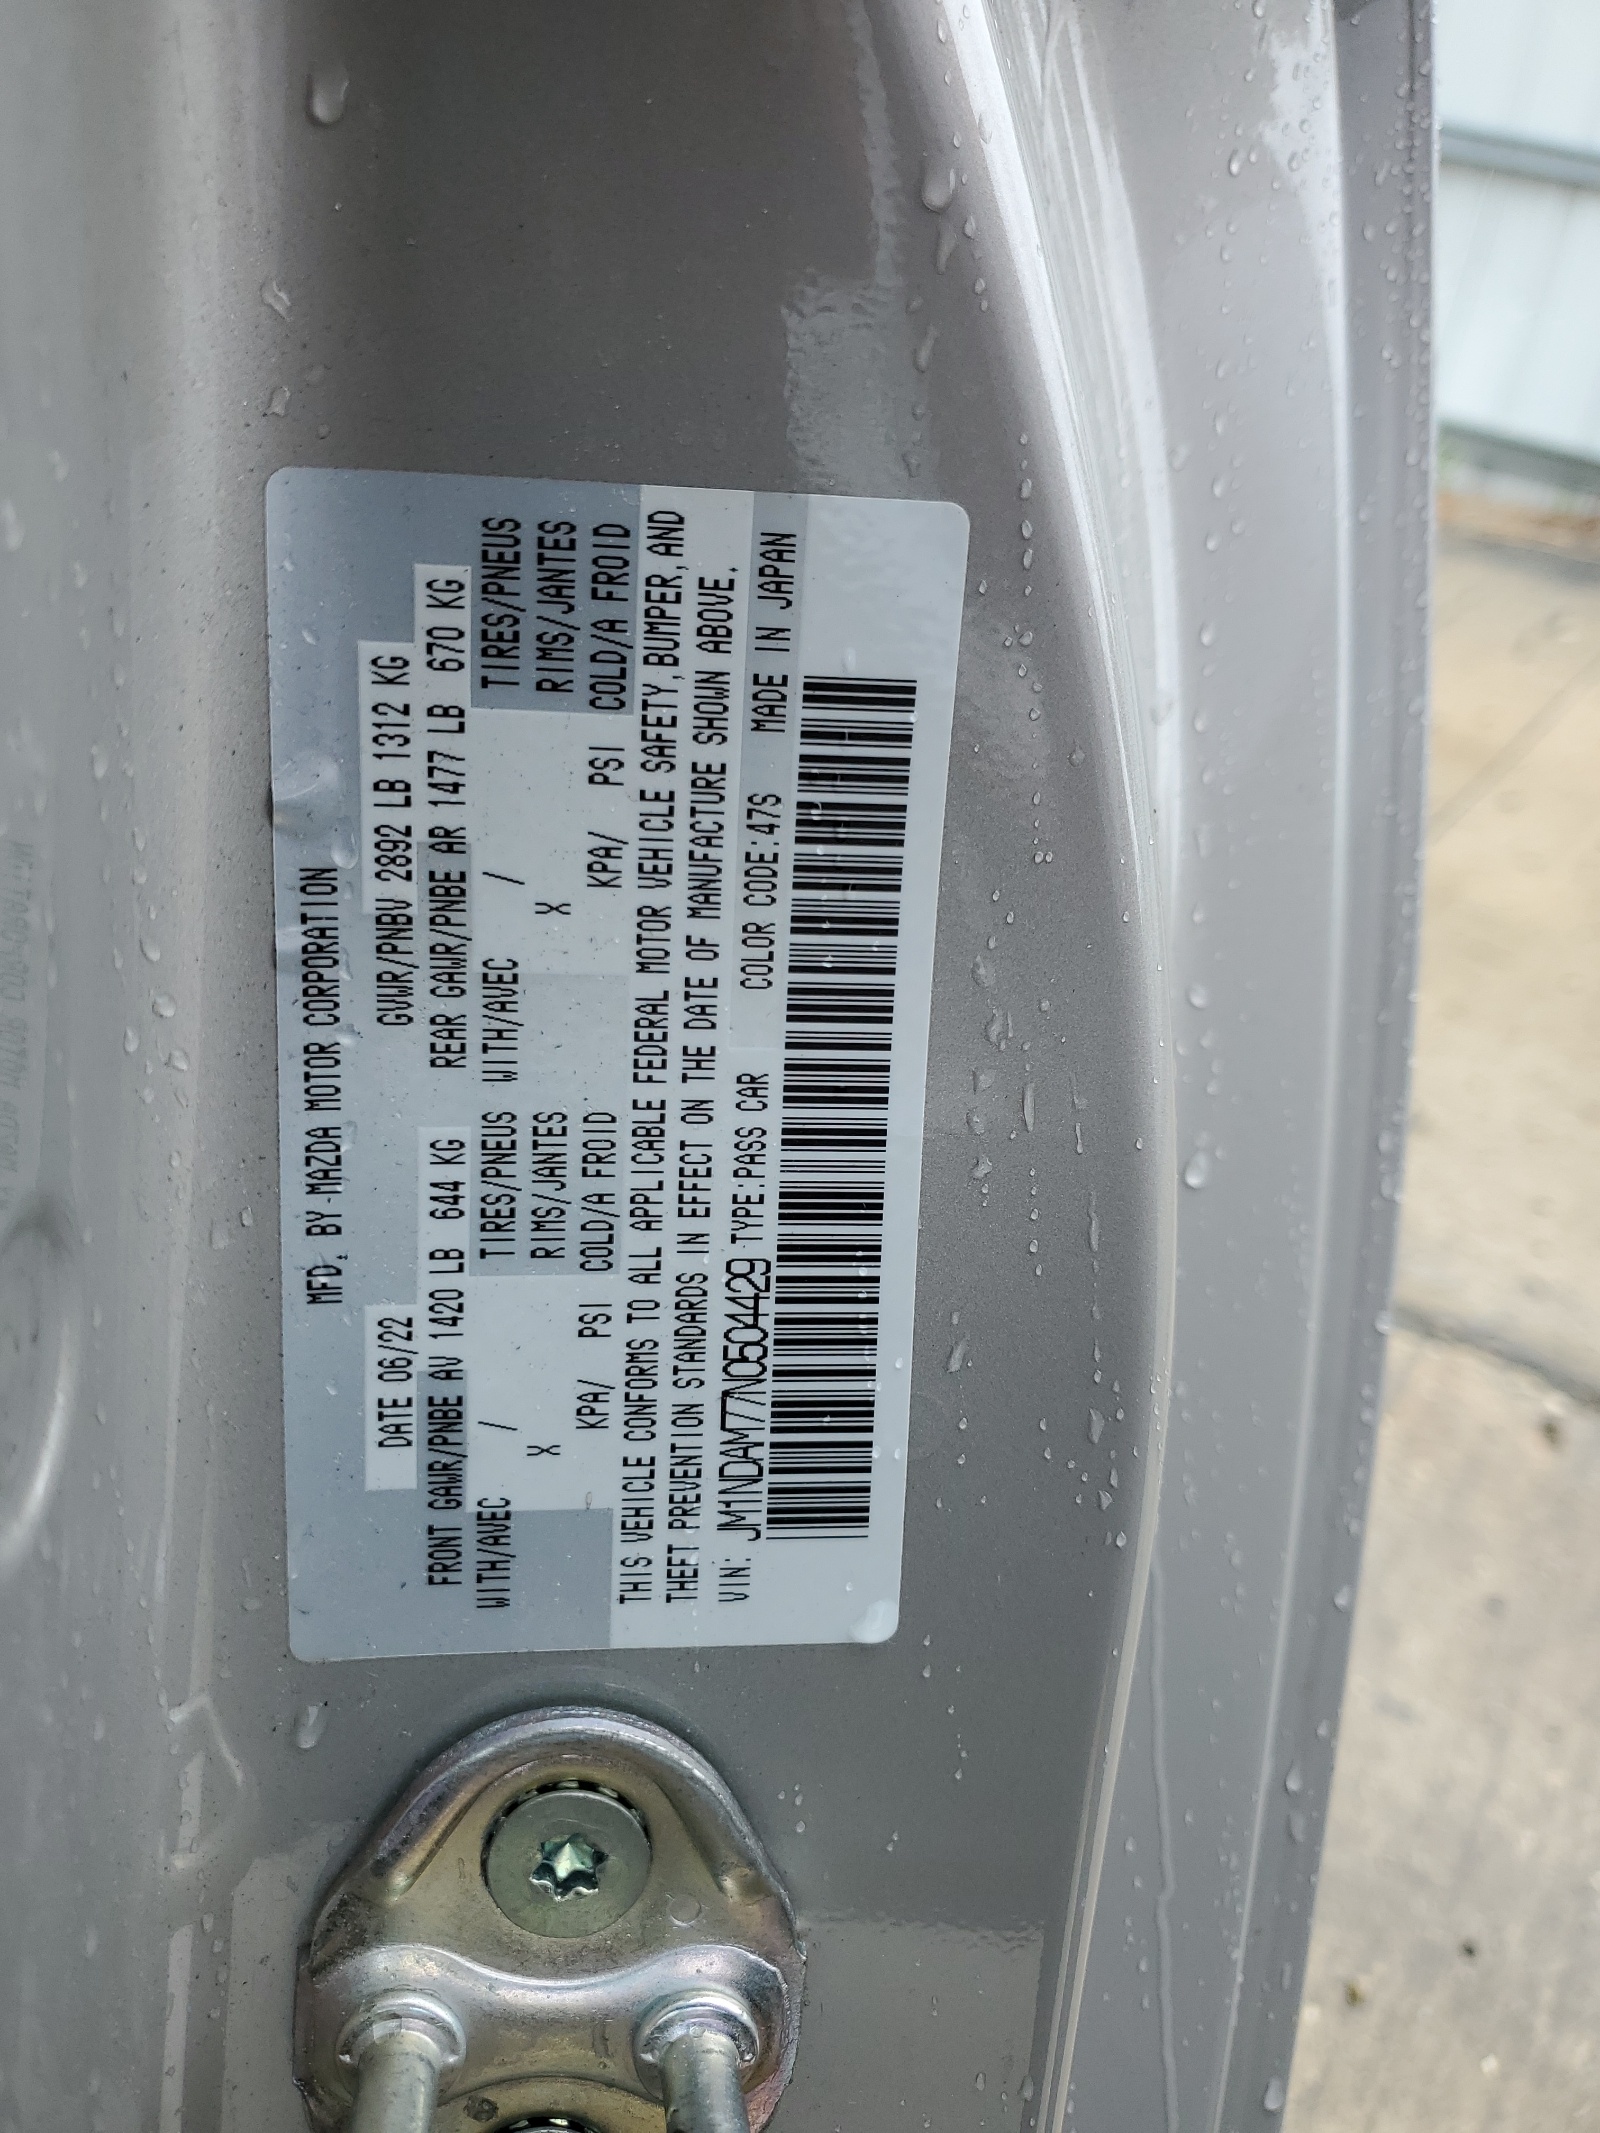 MFD. BY MAZDA MOTOR CORPORATION
DATE 06/22 GVWR/PNBV 2892 LB 1312 KG
FRONT GAWR/PNBE AV 1420 LB 644 KG REAR GAWR/PNBE AR 1477 LB 670 KG
WITH/AVEC / TIRES/PNEUS WITH/AVEC / TIRES/PNEUS
X RIMS/JANTES X RIMS/JANTES
KPA/ PSI COLD/A FROID KPA/ PSI COLD/A FROID
THIS VEHICLE CONFORMS TO ALL APPLICABLE FEDERAL MOTOR VEHICLE SAFETY,BUMPER,AND
THEFT PREVENTION STANDARDS IN EFFECT ON THE DATE OF MANUFACTURE SHOWN ABOVE.
VIN: JM1NDAM77N0504429 TYPE:PASS CAR COLOR CODE:47S MADE IN JAPAN